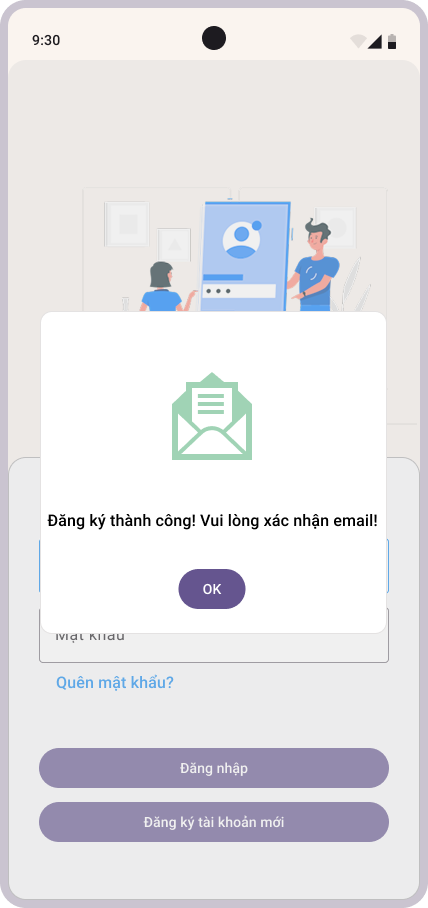 9:30
Đăng ký thành công! Vui lòng xác nhận email!
OK
Mật khẩu
Quên mật khẩu?
Đăng nhập
Đăng ký tài khoản mới